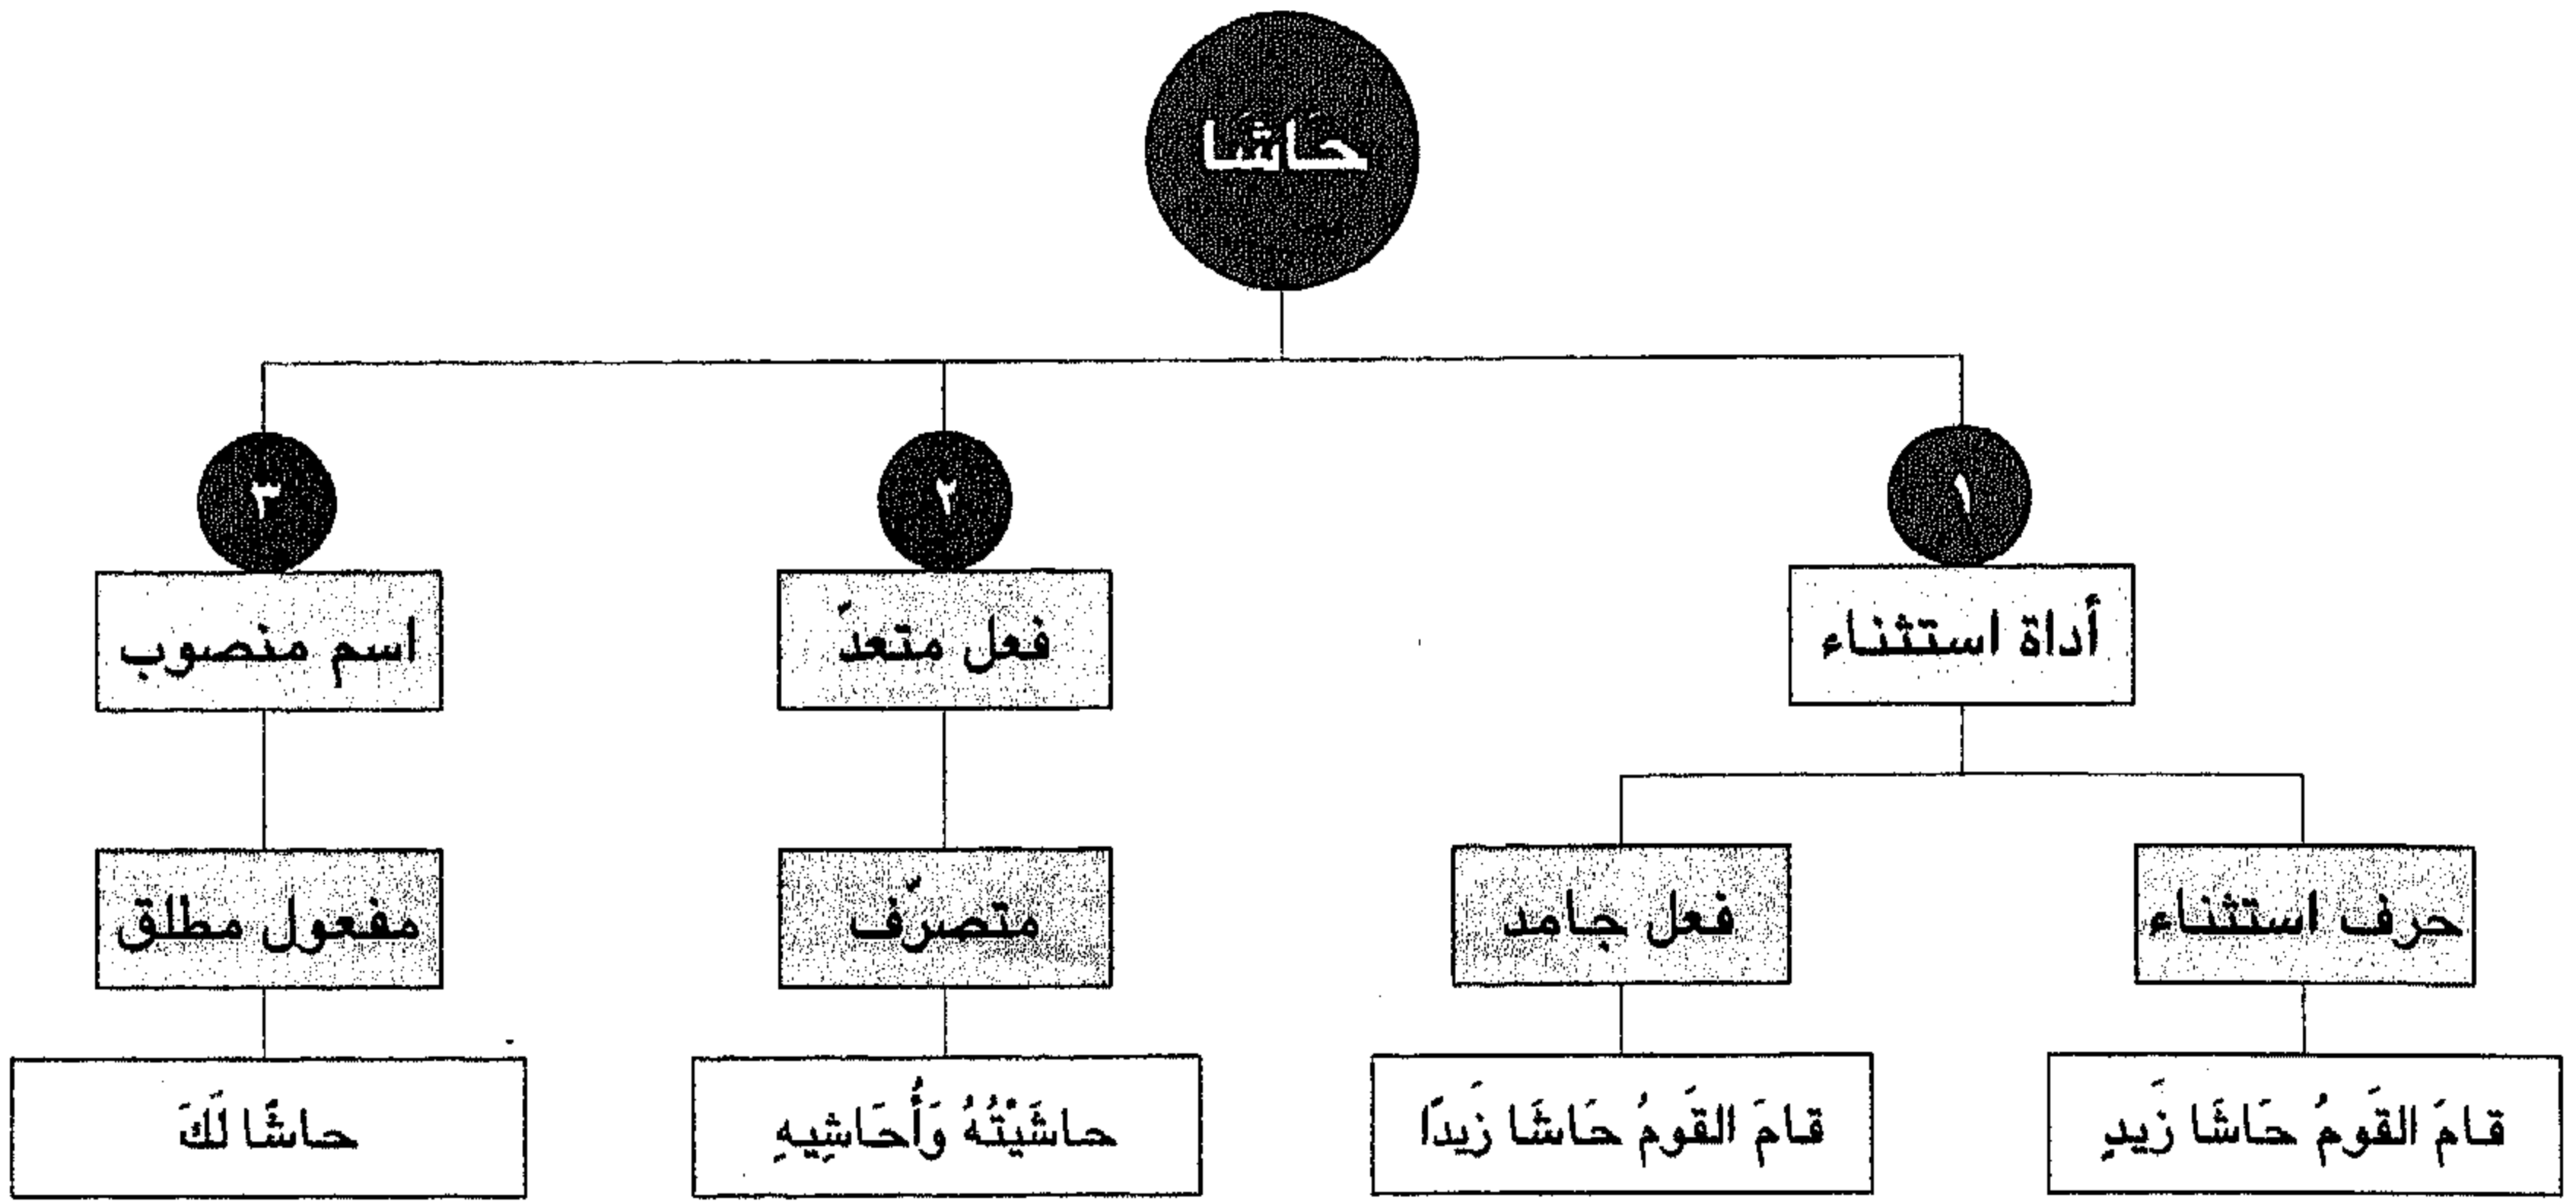 حَاشَا
١
٢
٣
أداة استثناء
فعل متعدّ
اسم منصوب
حرف استثناء
فعل جامد
متصرّف
مفعول مطلق
قامَ القَومُ حَاشَا زَيدٍ
قامَ القَومُ حَاشَا زَيدًا
حاشَيْتُهُ وَأُحَاشِيهِ
حاشًا لَكَ